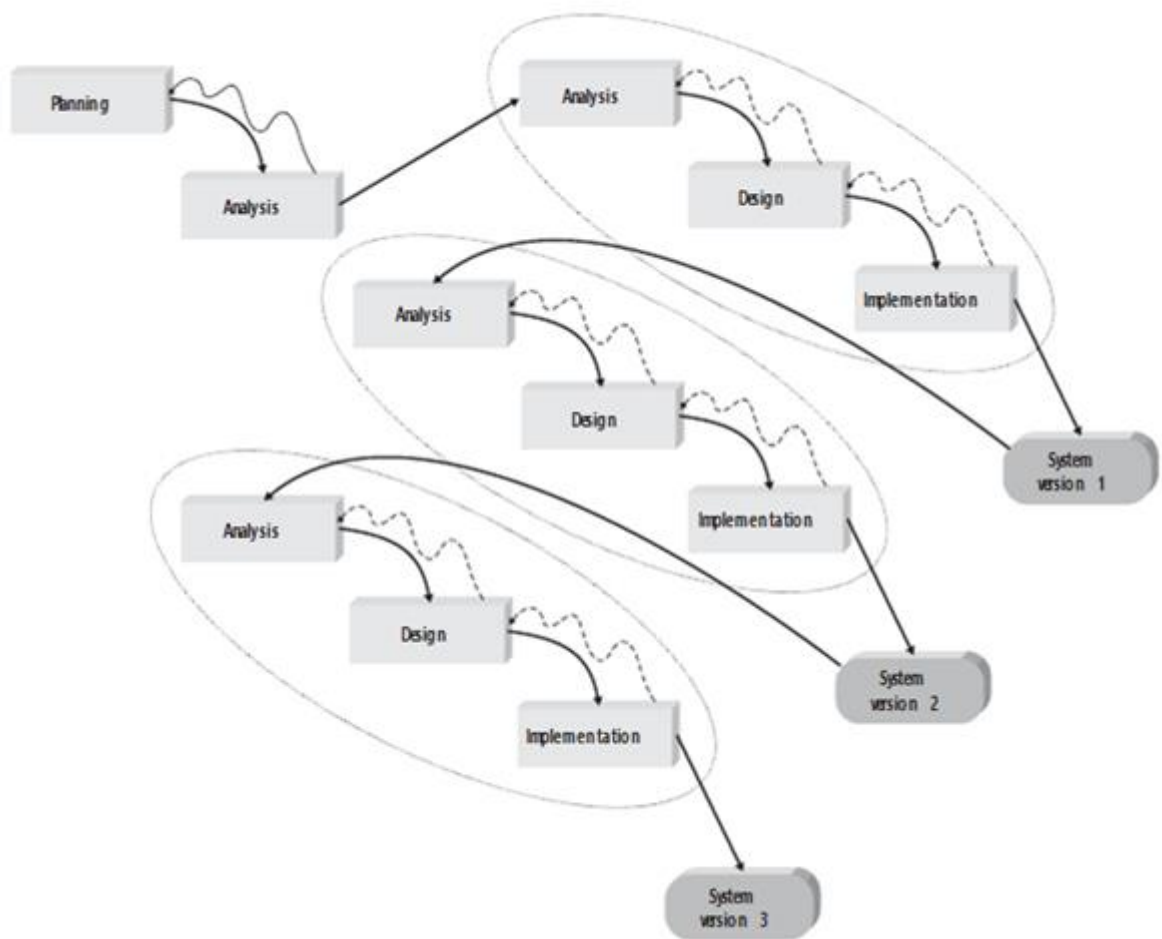 Planning
Analysis
Analysis
Design
Implementation
Analysis
Design
Implementation
System
version 1
Analysis
Design
Implementation
System
version 2
System
version 3